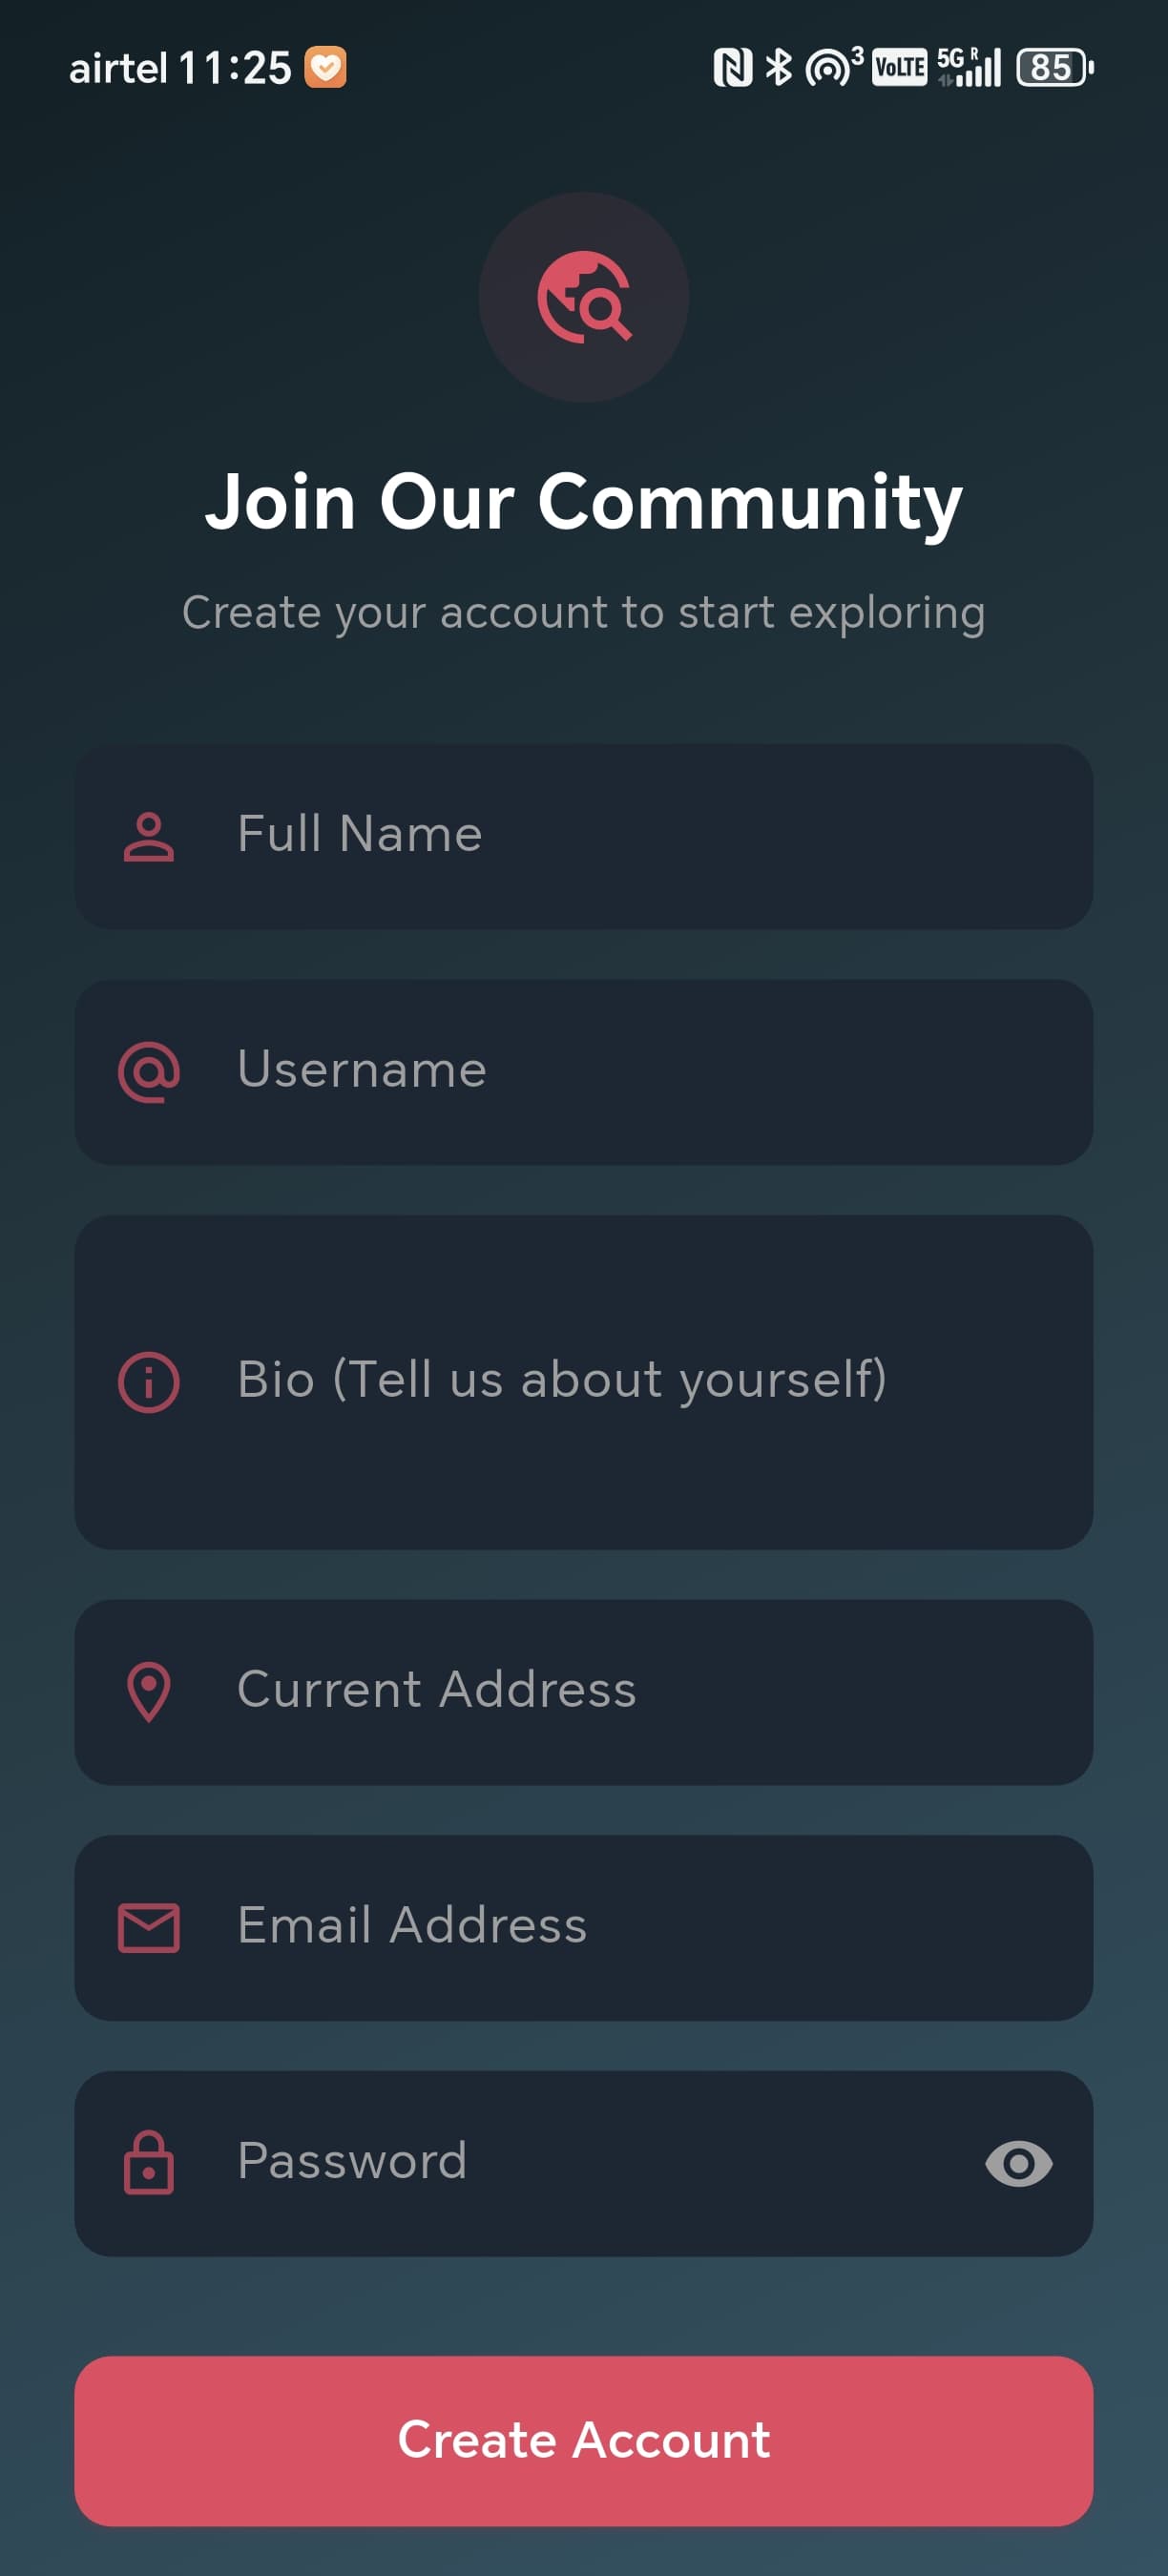 airtel 11:25 3 VoLTE 5G R 85
Join Our Community
Create your account to start exploring
Full Name
Username
Bio (Tell us about yourself)
Current Address
Email Address
Password
Create Account